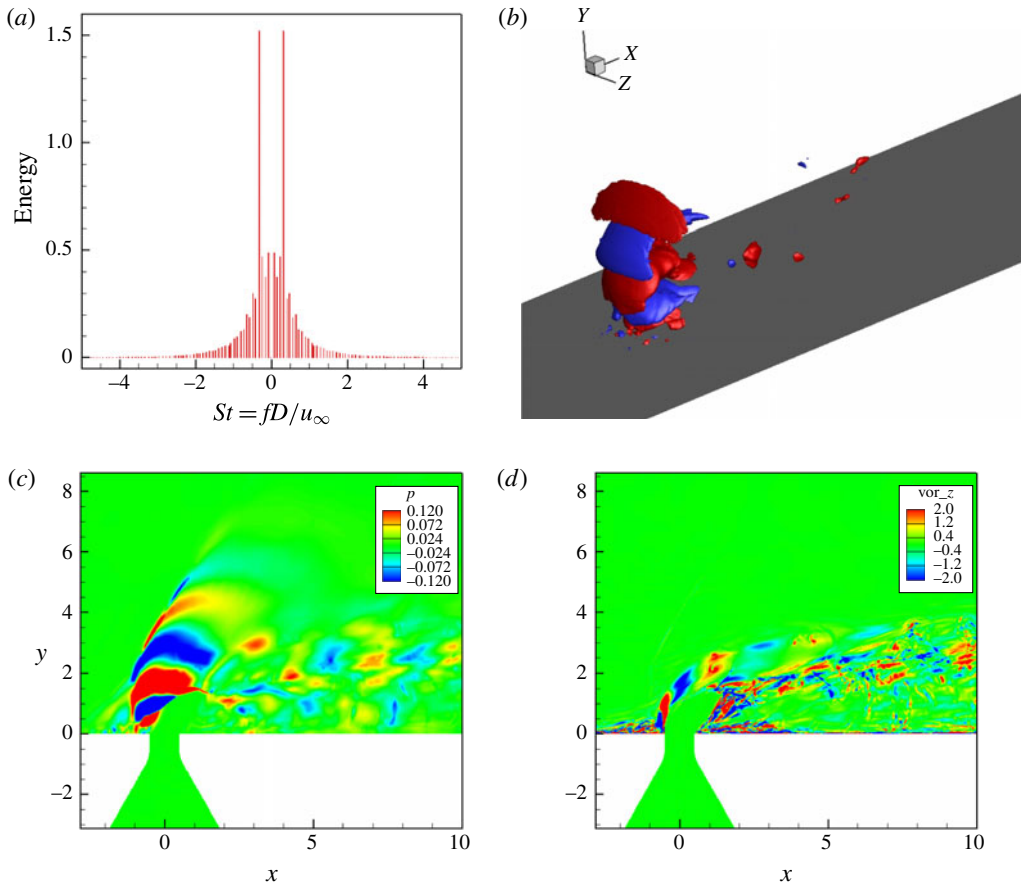 (a)
1.5
1.0
0.5
0
Energy
−4 −2 0 2 4
St = fD/u∞
(b)
Y
X
Z
(c)
8
6
4
2
0
−2
y
p
0.120
0.072
0.024
−0.024
−0.072
−0.120
0 5 10
x
(d)
8
6
4
2
0
−2
vor_z
2.0
1.2
0.4
−0.4
−1.2
−2.0
0 5 10
x